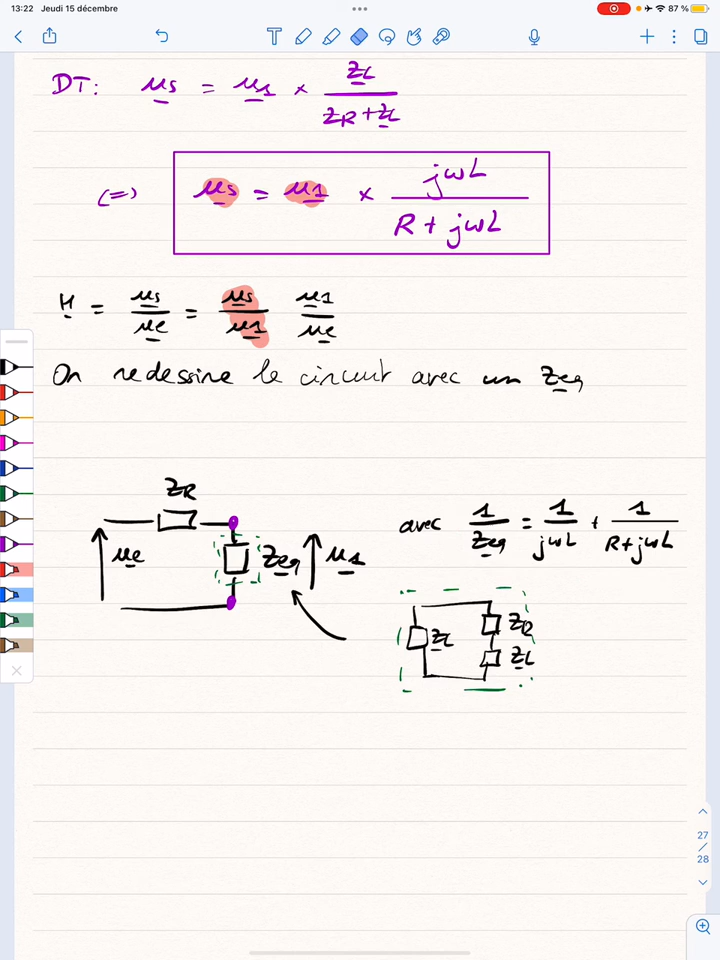 13:22 Jeudi 15 décembre
87 %
DT: us = u1 × ZL / (ZR + ZL)
(=) us = u1 × jωL / (R + jωL)
H = us/ue = us/u1 u1/ue
On redessine le circuit avec un Zeq
ZR
ue
Zeq
u1
avec 1/Zeq = 1/jωL + 1/(R+jωL)
ZL
ZR
ZL
27
/
28